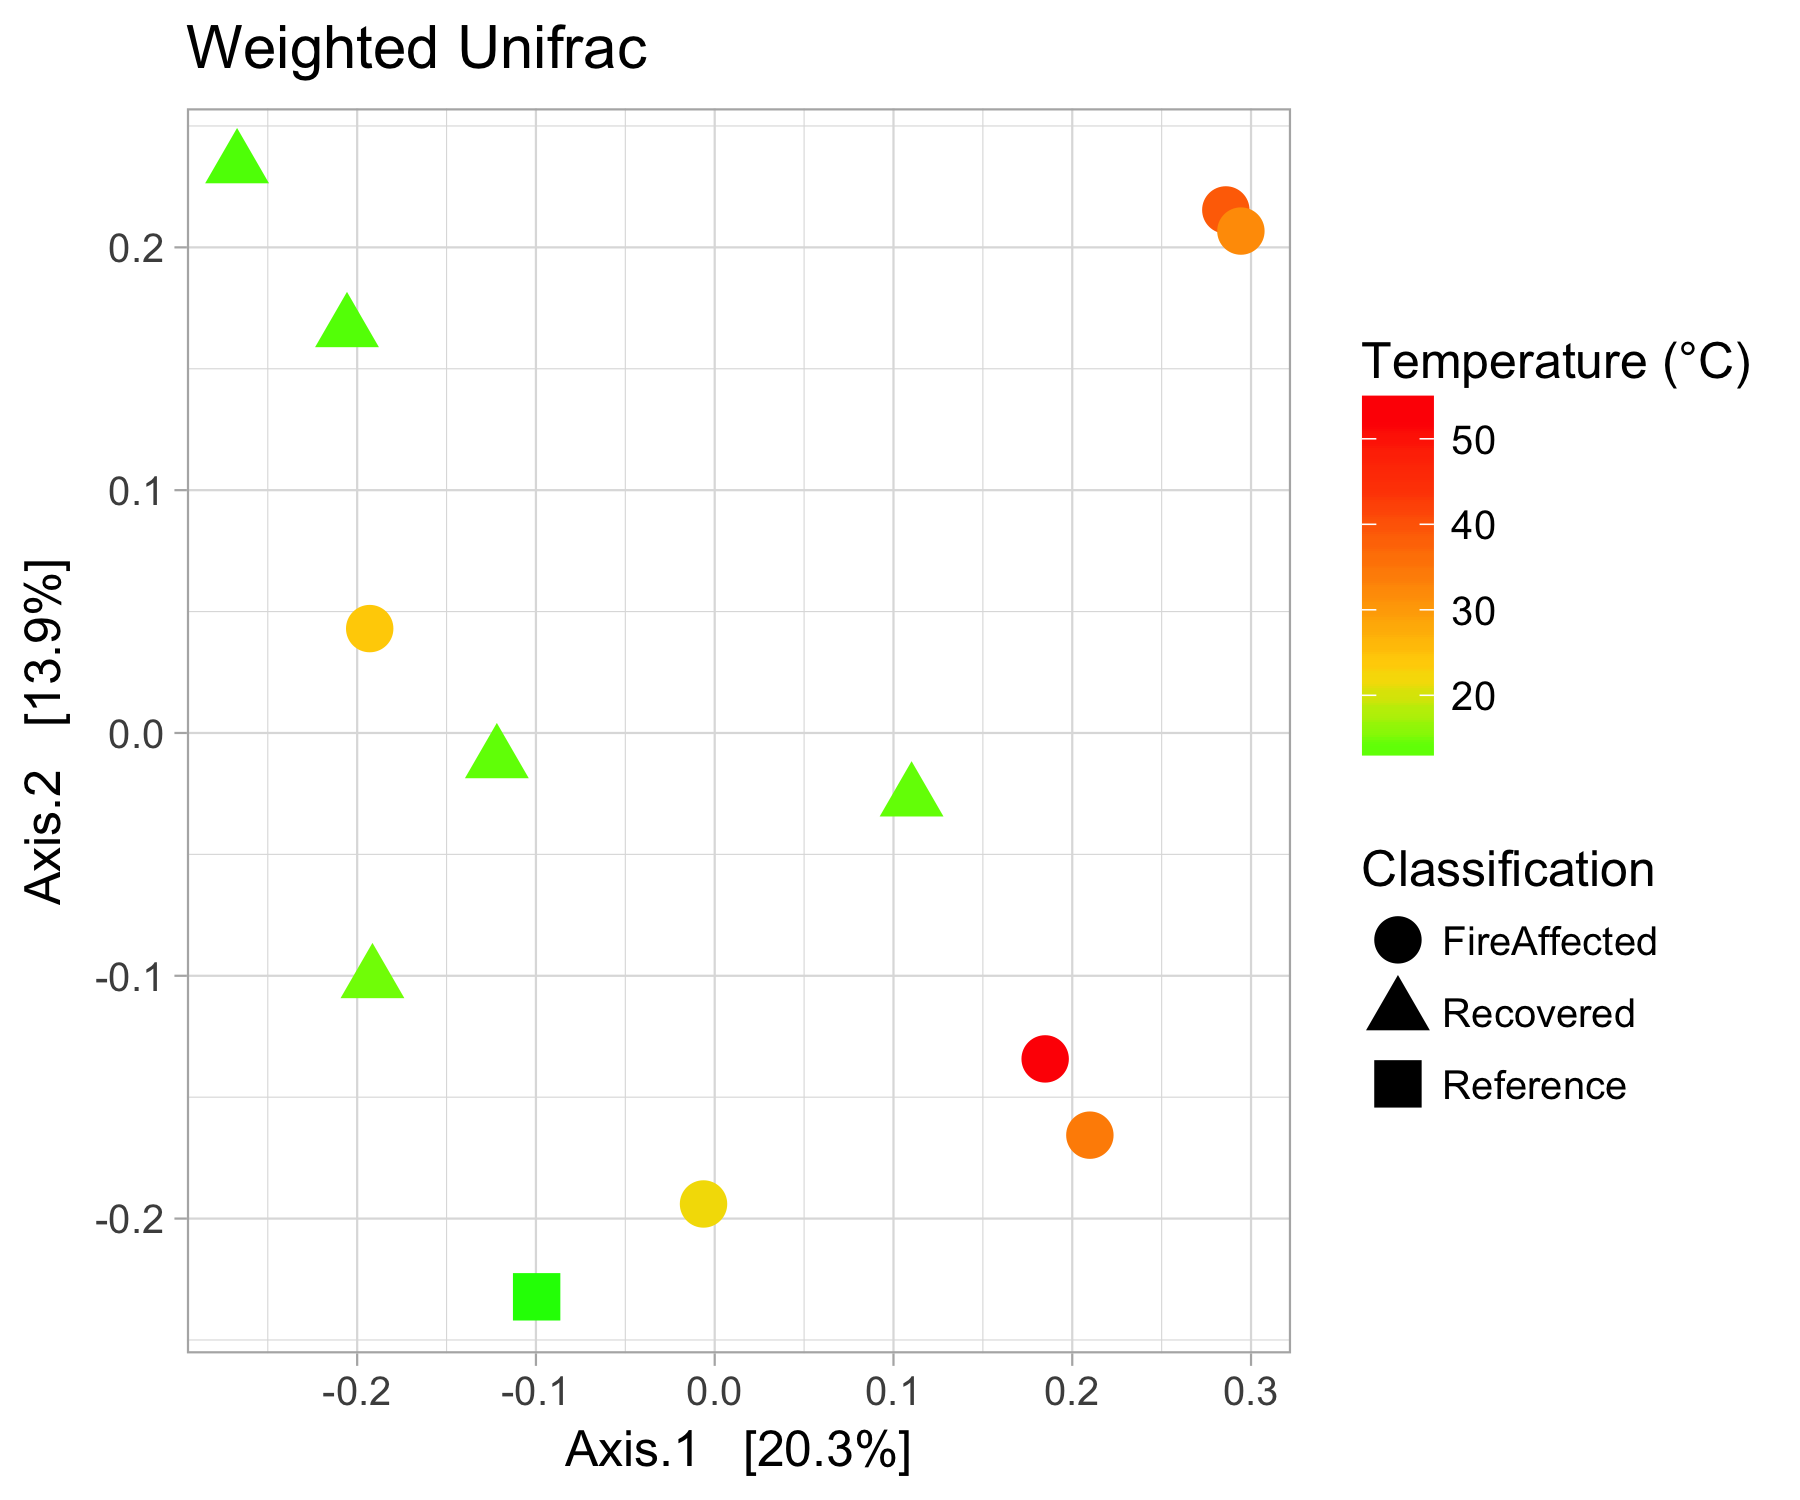 Weighted Unifrac
0.2
0.1
0.0
-0.1
-0.2
Axis.2 [13.9%]
-0.2 -0.1 0.0 0.1 0.2 0.3
Axis.1 [20.3%]
Temperature (°C)
50
40
30
20
Classification
FireAffected
Recovered
Reference